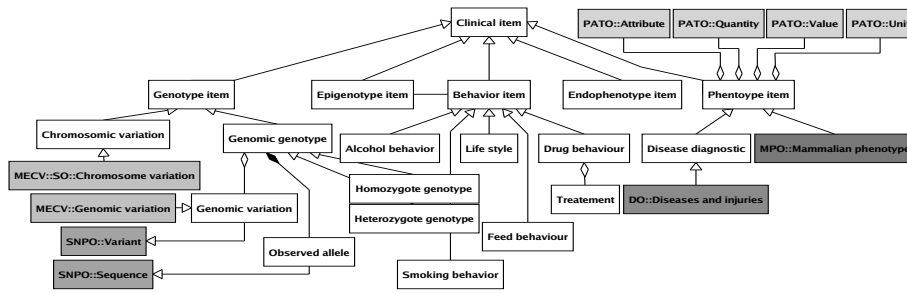 Clinical item
PATO::Attribute
PATO::Quantity
PATO::Value
PATO::Unit
Genotype item
Epigenotype item
Behavior item
Endophenotype item
Phentoype item
Chromosomic variation
Genomic genotype
Alcohol behavior
Life style
Drug behaviour
Disease diagnostic
MPO::Mammalian phenotype
MECV::SO::Chromosome variation
Homozygote genotype
MECV::Genomic variation
Genomic variation
Heterozygote genotype
Treatement
DO::Diseases and injuries
SNPO::Variant
Observed allele
Feed behaviour
SNPO::Sequence
Smoking behavior